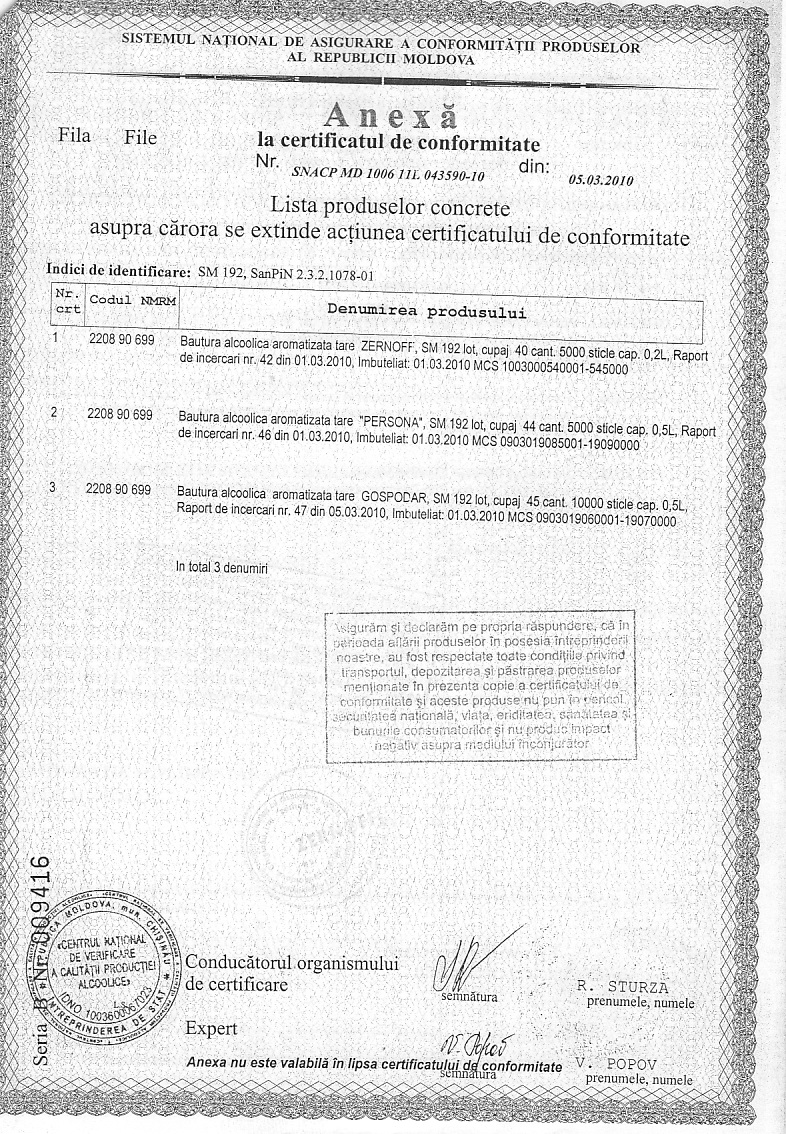 SISTEMUL NAȚIONAL DE ASIGURARE A CONFORMITĂȚII PRODUSELOR
AL REPUBLICII MOLDOVA
Anexă
Fila File
la certificatul de conformitate
Nr. SNACP MD 1006 11L 043590-10 din: 05.03.2010
Lista produselor concrete
asupra cărora se extinde acțiunea certificatului de conformitate
Indici de identificare: SM 192, SanPiN 2.3.2.1078-01
Nr. crt Codul NMRM Denumirea produsului
1 2208 90 699 Bautura alcoolica aromatizata tare ZERNOFF, SM 192 lot, cupaj 40 cant. 5000 sticle cap. 0,2L, Raport
de incercari nr. 42 din 01.03.2010, Imbuteliat: 01.03.2010 MCS 1003000540001-545000
2 2208 90 699 Bautura alcoolica aromatizata tare "PERSONA", SM 192 lot, cupaj 44 cant. 5000 sticle cap. 0,5L, Raport
de incercari nr. 46 din 01.03.2010, Imbuteliat: 01.03.2010 MCS 0903019085001-19090000
3 2208 90 699 Bautura alcoolica aromatizata tare GOSPODAR, SM 192 lot, cupaj 45 cant. 10000 sticle cap. 0,5L,
Raport de incercari nr. 47 din 05.03.2010, Imbuteliat: 01.03.2010 MCS 0903019060001-19070000
In total 3 denumiri
Asigurăm și declarăm pe propria răspundere, că în
perioada aflării produselor în posesia întreprinderii
noastre, au fost respectate toate condițiile privind
transportul, depozitarea și păstrarea produselor
menționate în prezenta copie a certificatului de
conformitate și aceste produse nu pun în pericol
securitatea națională, viața, eriditatea, sănătatea și
bunurile consumatorilor și nu produc impact
negativ asupra mediului înconjurător
Seria B Nr. 009416
REPUBLICA MOLDOVA, mun. CHIȘINĂU
«CENTRUL NAȚIONAL
DE VERIFICARE
A CALITĂȚII PRODUCȚIEI
ALCOOLICE»
L.S.
IDNO 1003600067023
ÎNTREPRINDEREA DE STAT
Conducătorul organismului
de certificare
semnătura
R. STURZA
prenumele, numele
Expert
V. Popov
semnătura
V. POPOV
prenumele, numele
Anexa nu este valabilă în lipsa certificatului de conformitate